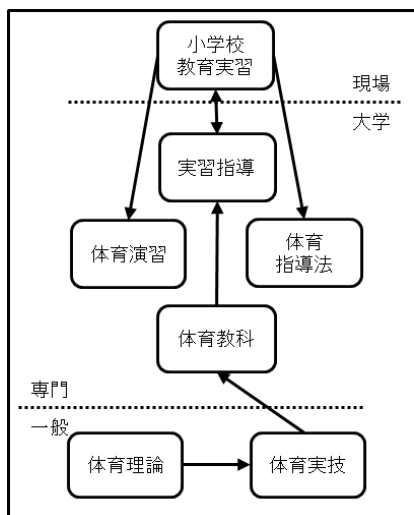 小学校
教育実習
現場
大学
実習指導
体育演習
体育
指導法
体育教科
専門
一般
体育理論
体育実技